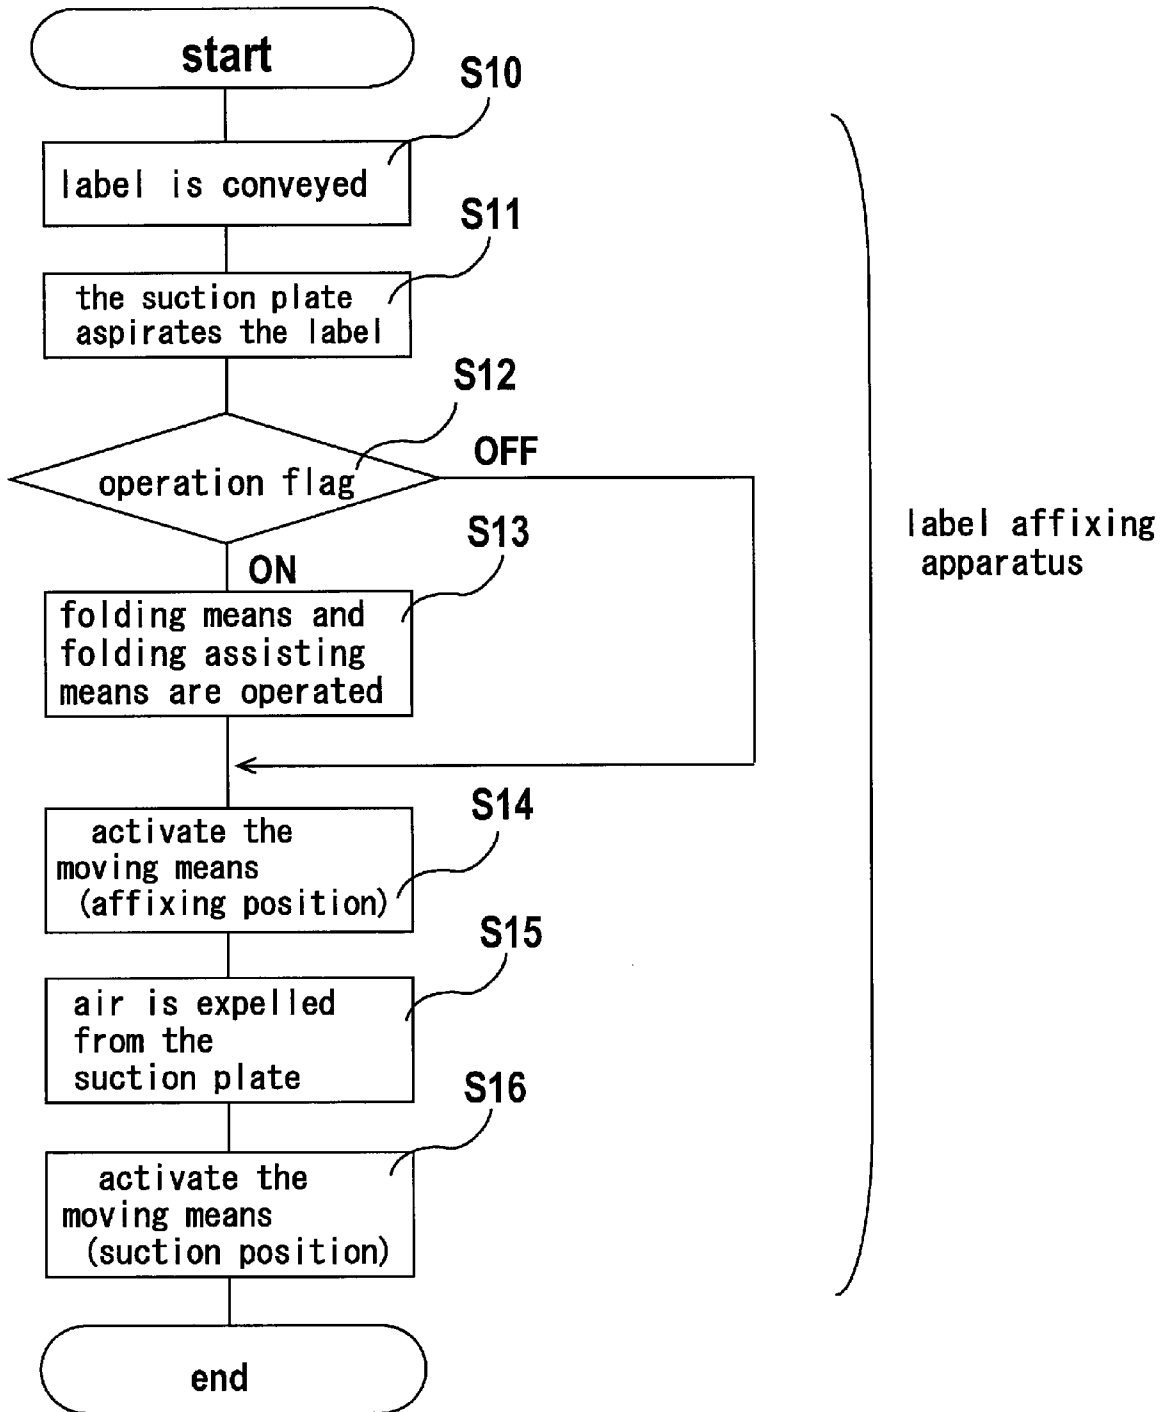 start
S10
label is conveyed
S11
the suction plate
aspirates the label
S12
operation flag
OFF
ON
S13
folding means and
folding assisting
means are operated
label affixing
apparatus
S14
activate the
moving means
(affixing position)
S15
air is expelled
from the
suction plate
S16
activate the
moving means
(suction position)
end